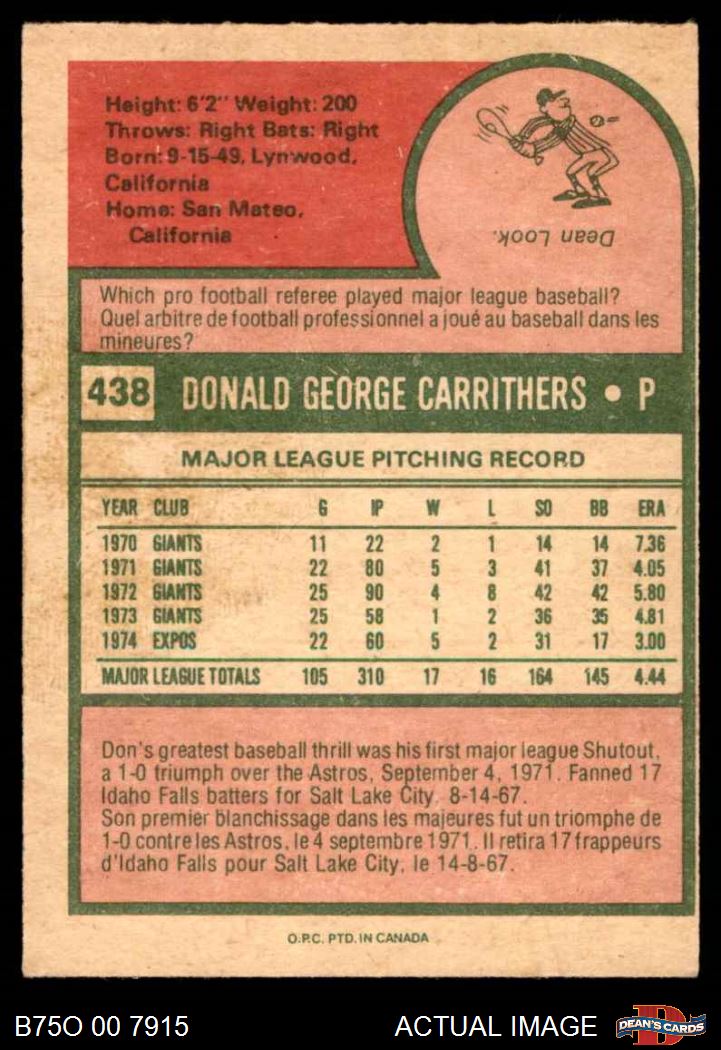 Height: 6'2" Weight: 200
Throws: Right Bats: Right
Born: 9-15-49, Lynwood,
California
Home: San Mateo,
California
Dean Look.
Which pro football referee played major league baseball?
Quel arbitre de football professionnel a joué au baseball dans les
mineures?
438 DONALD GEORGE CARRITHERS • P
MAJOR LEAGUE PITCHING RECORD
YEAR CLUB G IP W L SO BB ERA
1970 GIANTS 11 22 2 1 14 14 7.36
1971 GIANTS 22 80 5 3 41 37 4.05
1972 GIANTS 25 90 4 8 42 42 5.80
1973 GIANTS 25 58 1 2 36 35 4.81
1974 EXPOS 22 60 5 2 31 17 3.00
MAJOR LEAGUE TOTALS 105 310 17 16 164 145 4.44
Don's greatest baseball thrill was his first major league Shutout,
a 1-0 triumph over the Astros, September 4, 1971. Fanned 17
Idaho Falls batters for Salt Lake City, 8-14-67.
Son premier blanchissage dans les majeures fut un triomphe de
1-0 contre les Astros, le 4 septembre 1971. Il retira 17 frappeurs
d'Idaho Falls pour Salt Lake City, le 14-8-67.
O.P.C. PTD. IN CANADA
B75O 00 7915 ACTUAL IMAGE D DEAN'S CARDS